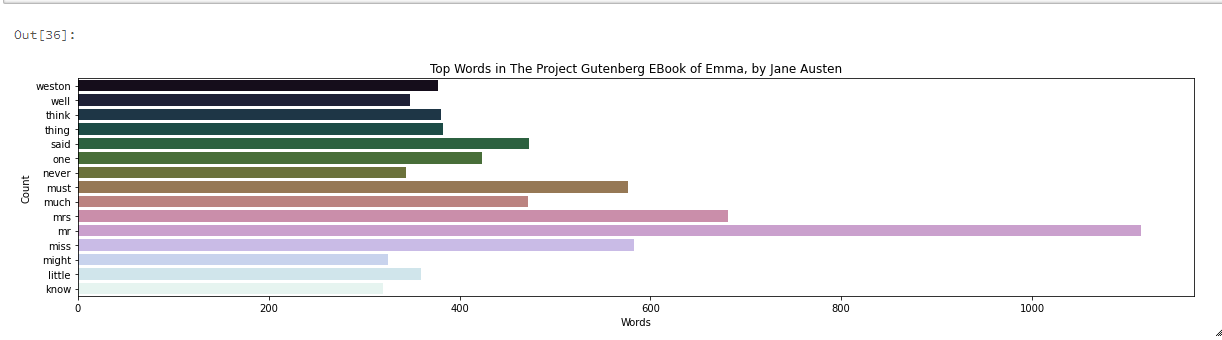 Out[36]:
Top Words in The Project Gutenberg EBook of Emma, by Jane Austen
weston
well
think
thing
said
one
never
must
much
mrs
mr
miss
might
little
know
Count
0 200 400 600 800 1000
Words